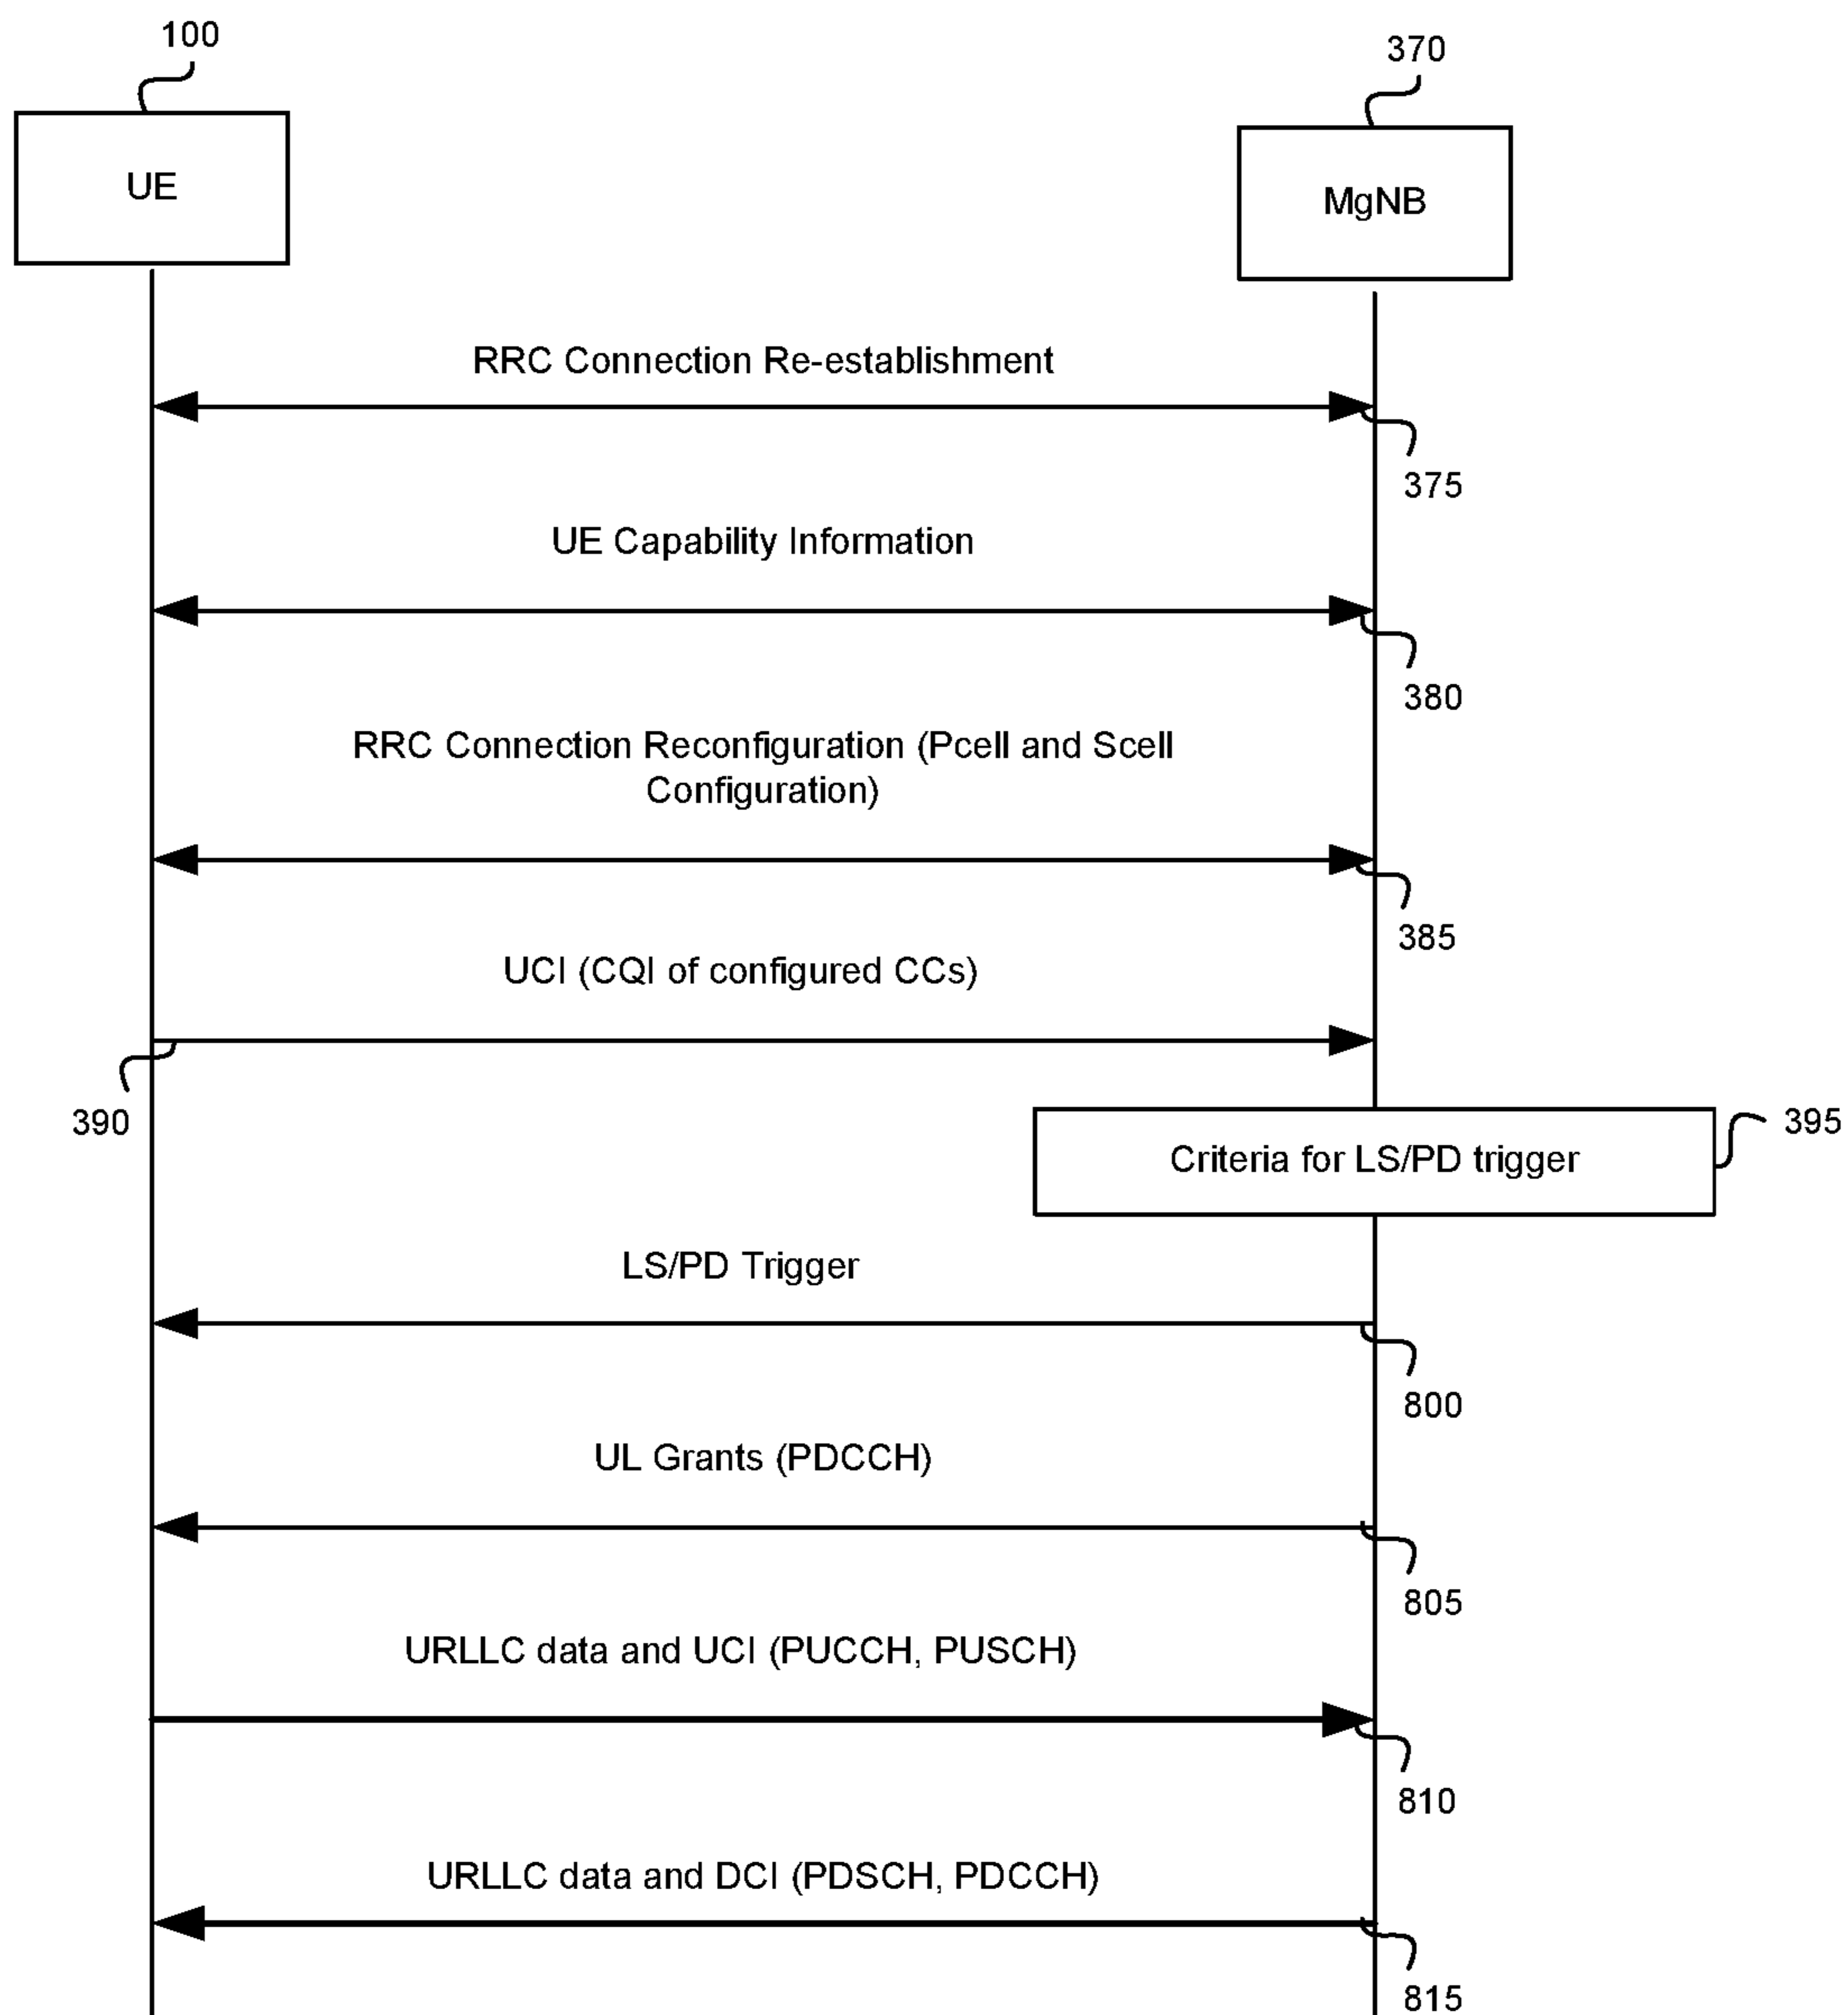 100
370
UE
MgNB
RRC Connection Re-establishment
375
UE Capability Information
380
RRC Connection Reconfiguration (Pcell and Scell
Configuration)
385
UCI (CQI of configured CCs)
390
Criteria for LS/PD trigger
395
LS/PD Trigger
800
UL Grants (PDCCH)
805
URLLC data and UCI (PUCCH, PUSCH)
810
URLLC data and DCI (PDSCH, PDCCH)
815